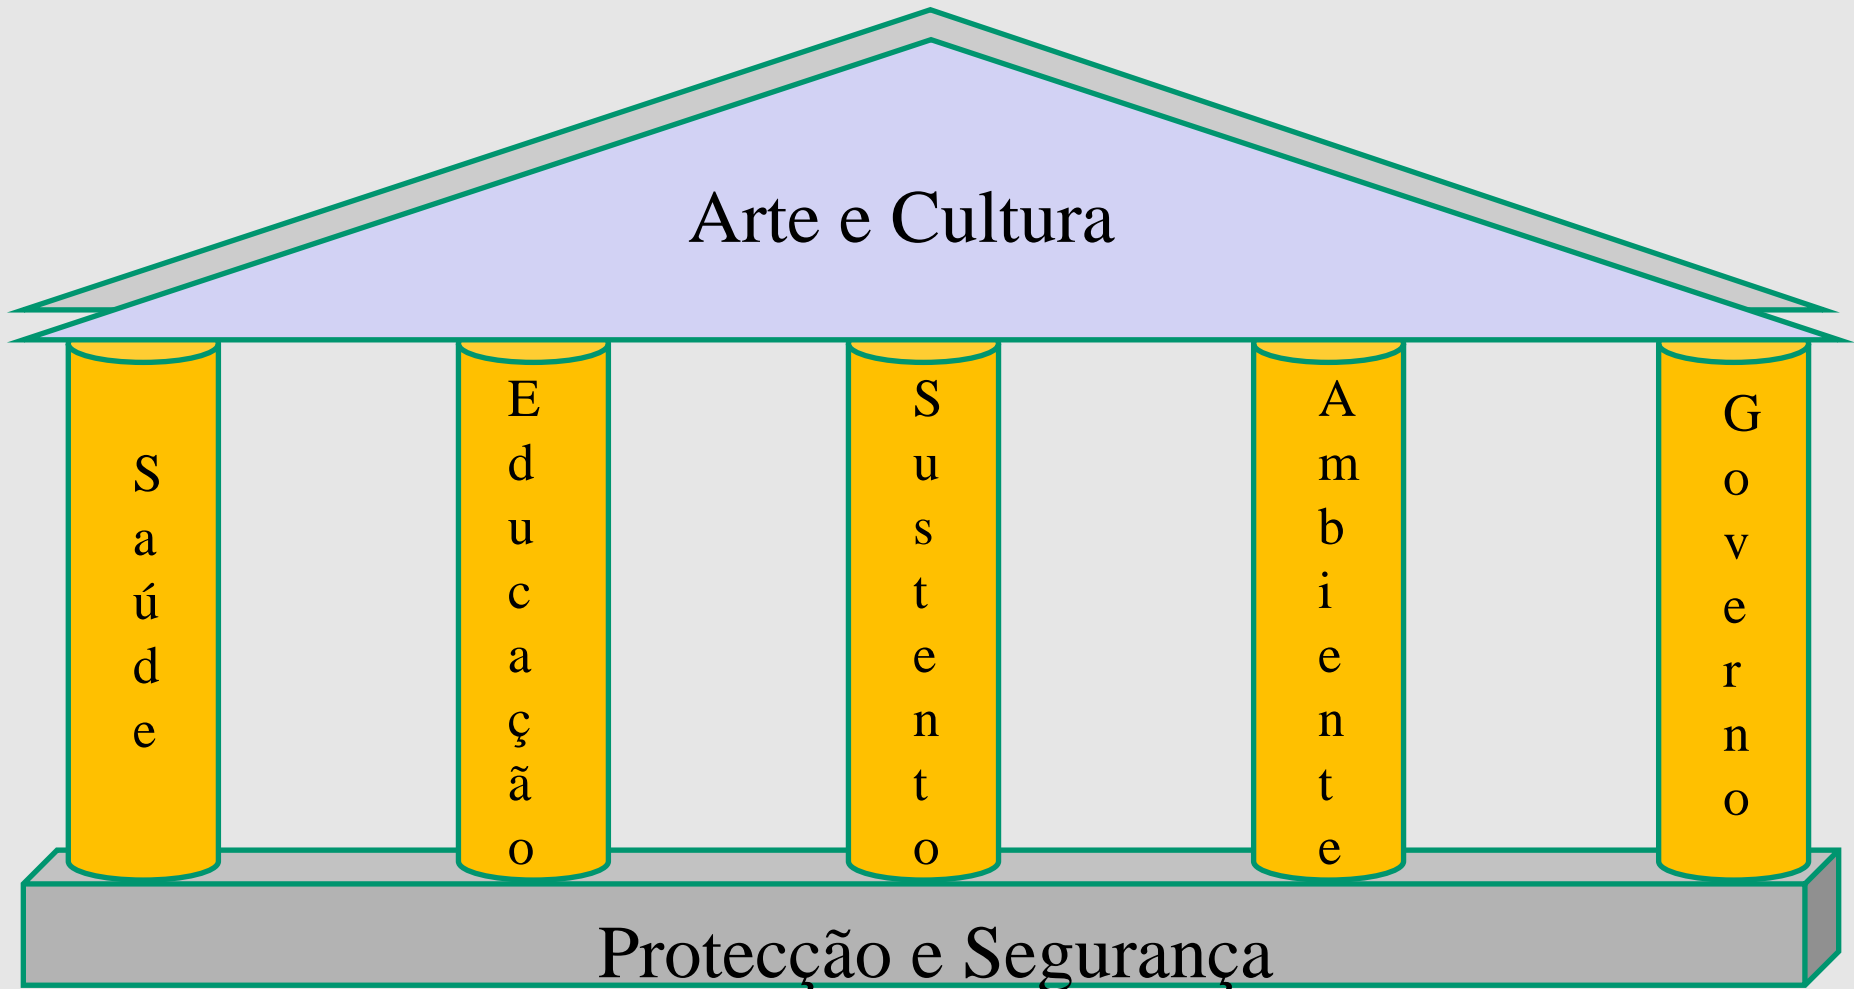 Arte e Cultura
Saúde
Educação
Sustento
Ambiente
Governo
Protecção e Segurança